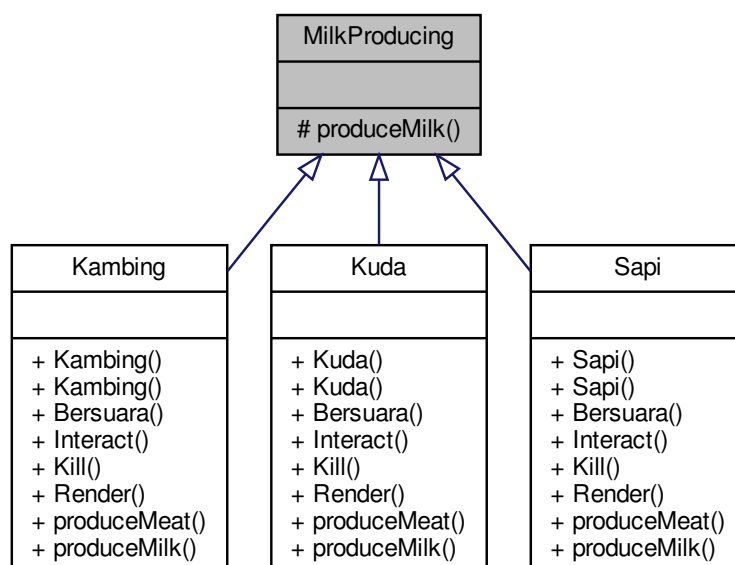 MilkProducing
# produceMilk()
Kambing
+ Kambing()
+ Kambing()
+ Bersuara()
+ Interact()
+ Kill()
+ Render()
+ produceMeat()
+ produceMilk()
Kuda
+ Kuda()
+ Kuda()
+ Bersuara()
+ Interact()
+ Kill()
+ Render()
+ produceMeat()
+ produceMilk()
Sapi
+ Sapi()
+ Sapi()
+ Bersuara()
+ Interact()
+ Kill()
+ Render()
+ produceMeat()
+ produceMilk()